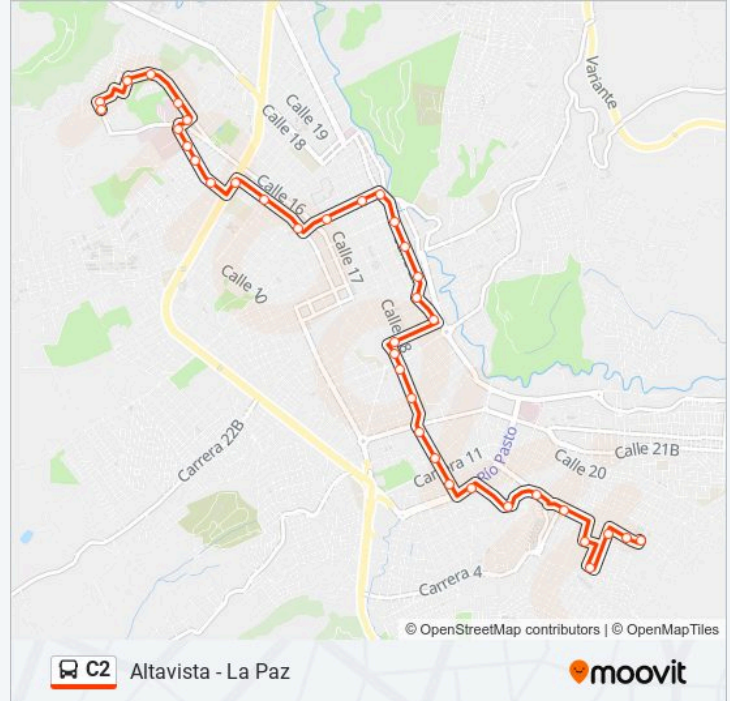 Variante
Calle 19
Calle 18
Calle 16
Calle 17
Calle 10
Calle 18
Carrera 22B
Carrera 11
Río Pasto
Calle 20
Calle 21B
Carrera 4
© OpenStreetMap contributors | © OpenMapTiles
C2 Altavista - La Paz
moovit